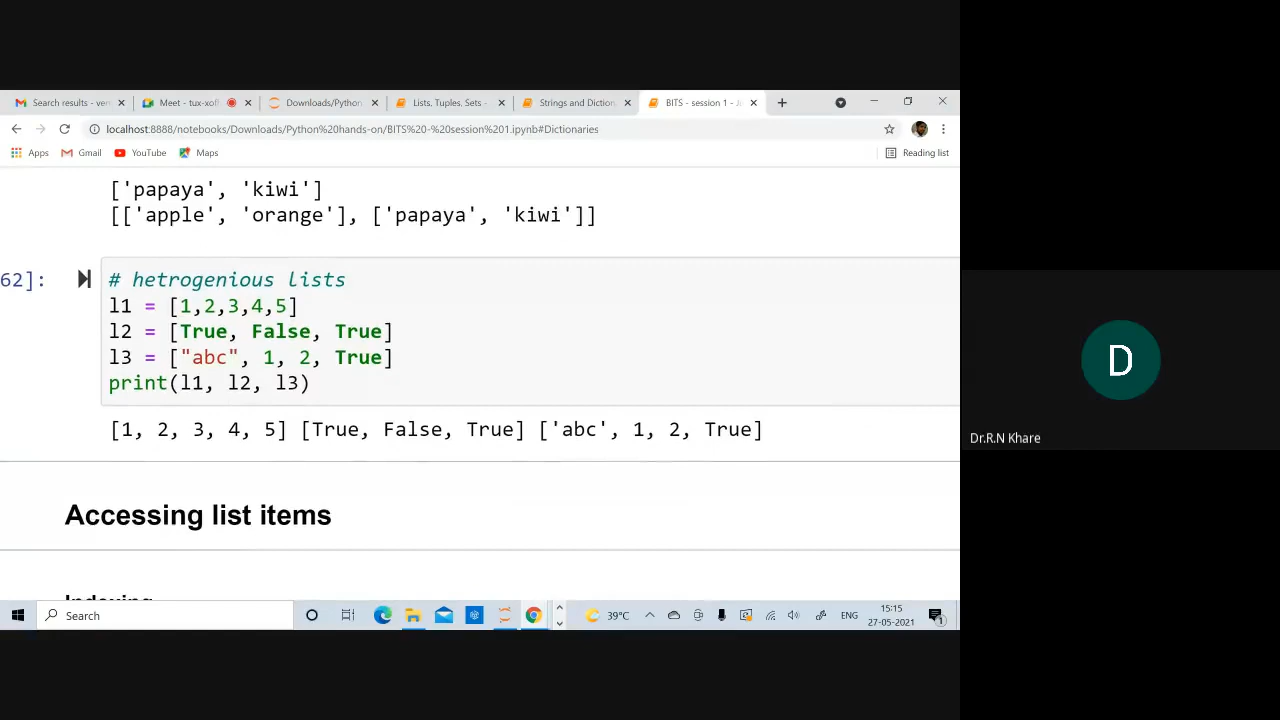 Search results - ver
Meet - tux-xof
Downloads/Python
Lists, Tuples, Sets -
Strings and Diction
BITS - session 1 - J
localhost:8888/notebooks/Downloads/Python%20hands-on/BITS%20-%20session%201.ipynb#Dictionaries
Apps Gmail YouTube Maps Reading list
['papaya', 'kiwi']
[['apple', 'orange'], ['papaya', 'kiwi']]
62]:
# hetrogenious lists
l1 = [1,2,3,4,5]
l2 = [True, False, True]
l3 = ["abc", 1, 2, True]
print(l1, l2, l3)
[1, 2, 3, 4, 5] [True, False, True] ['abc', 1, 2, True]
Accessing list items
Indexing
D
Dr.R.N Khare
Search
39°C
ENG
15:15
27-05-2021
1